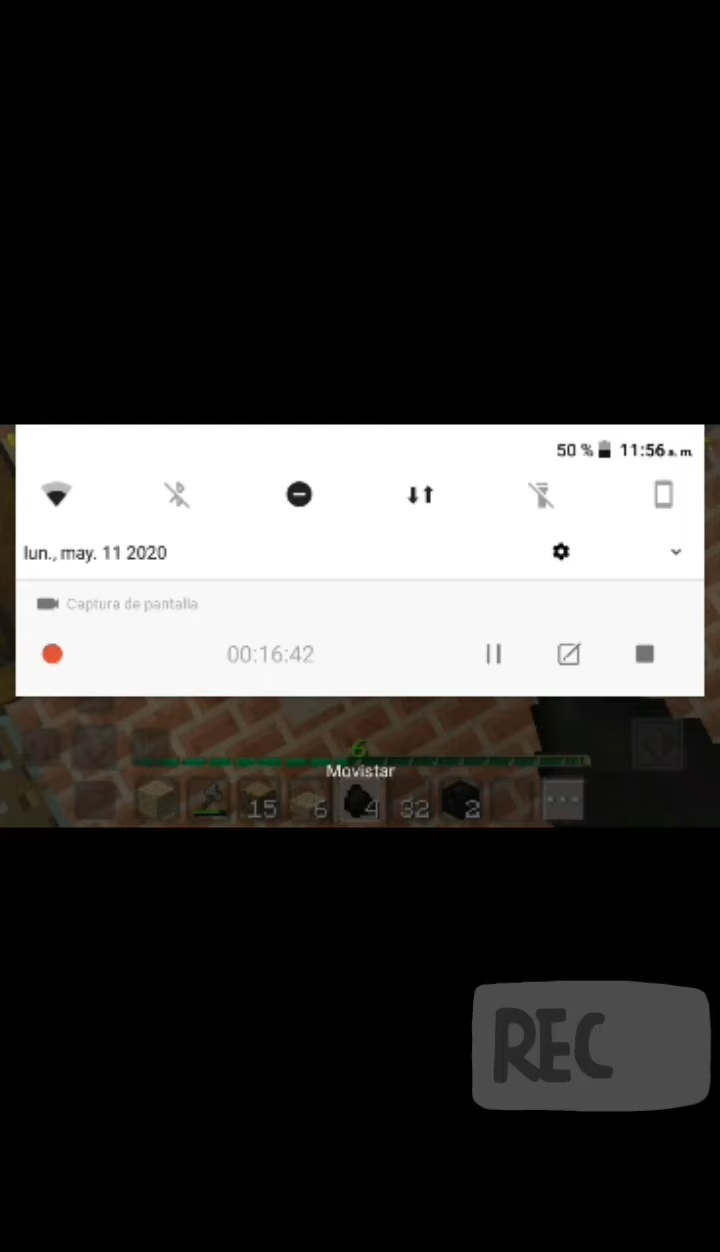 50 % 11:56 a. m.
lun., may. 11 2020
Captura de pantalla
00:16:42
6
Movistar
15 6 4 32 2
REC